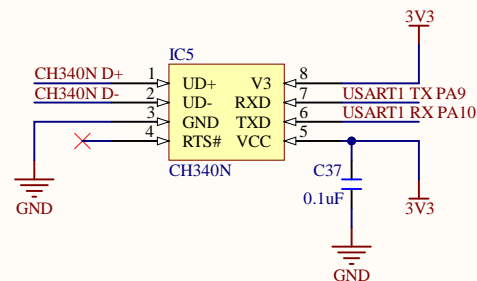 3V3
IC5
CH340N D+ 1 UD+ V3 8
CH340N D- 2 UD- RXD 7 USART1 TX PA9
3 GND TXD 6 USART1 RX PA10
4 RTS# VCC 5
CH340N
C37
0.1uF
GND
3V3
GND